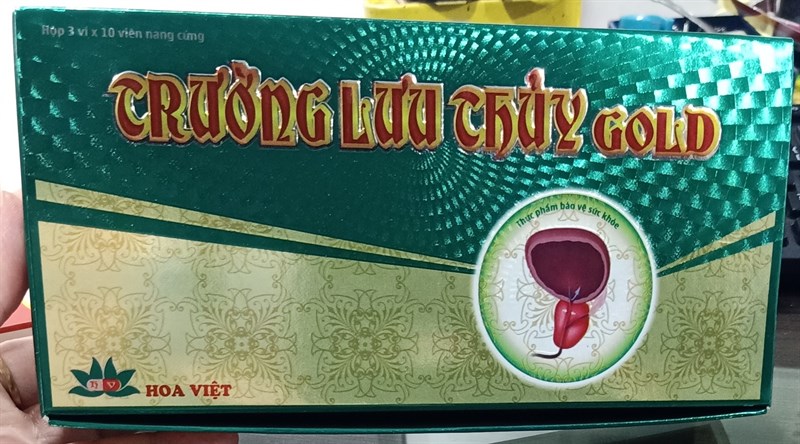 Hộp 3 vỉ x 10 viên nang cứng
TRƯỜNG LƯU THỦY GOLD
Thực phẩm bảo vệ sức khỏe
H V
HOA VIỆT